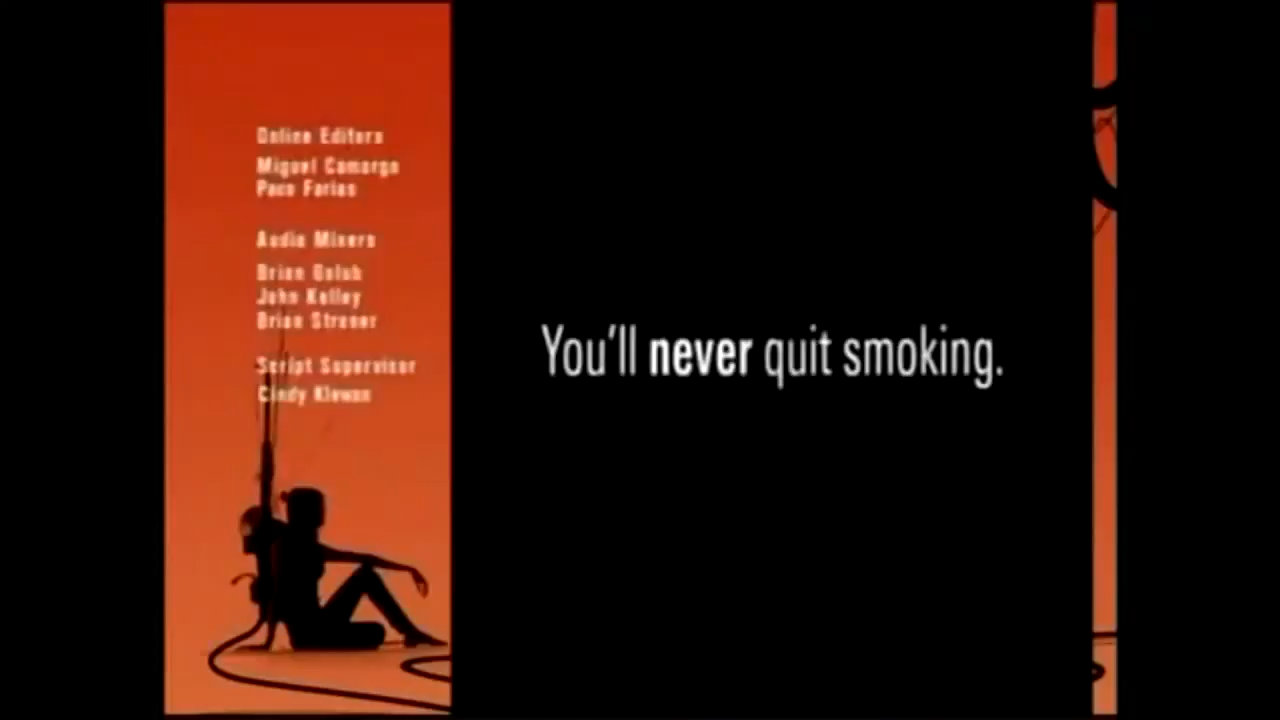 Online Editors
Miguel Camargo
Paco Farias
Audio Mixers
Brian Golub
John Kelley
Brian Straner
Script Supervisor
Cindy Klewan
You'll never quit smoking.